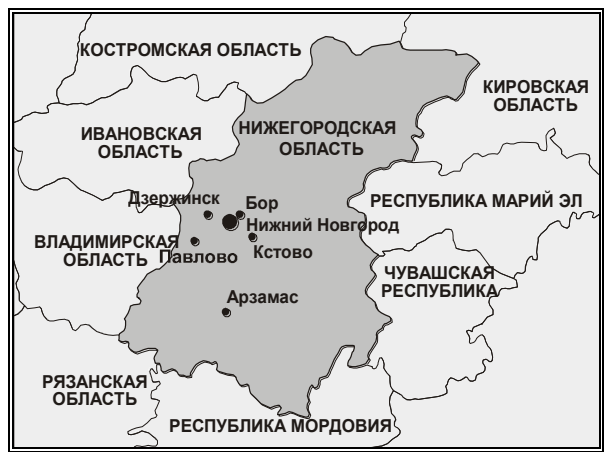 КОСТРОМСКАЯ ОБЛАСТЬ
КИРОВСКАЯ
ОБЛАСТЬ
ИВАНОВСКАЯ
ОБЛАСТЬ
НИЖЕГОРОДСКАЯ
ОБЛАСТЬ
Дзержинск
Бор
РЕСПУБЛИКА МАРИЙ ЭЛ
Нижний Новгород
ВЛАДИМИРСКАЯ
ОБЛАСТЬ
Павлово
Кстово
ЧУВАШСКАЯ
РЕСПУБЛИКА
Арзамас
РЯЗАНСКАЯ
ОБЛАСТЬ
РЕСПУБЛИКА МОРДОВИЯ